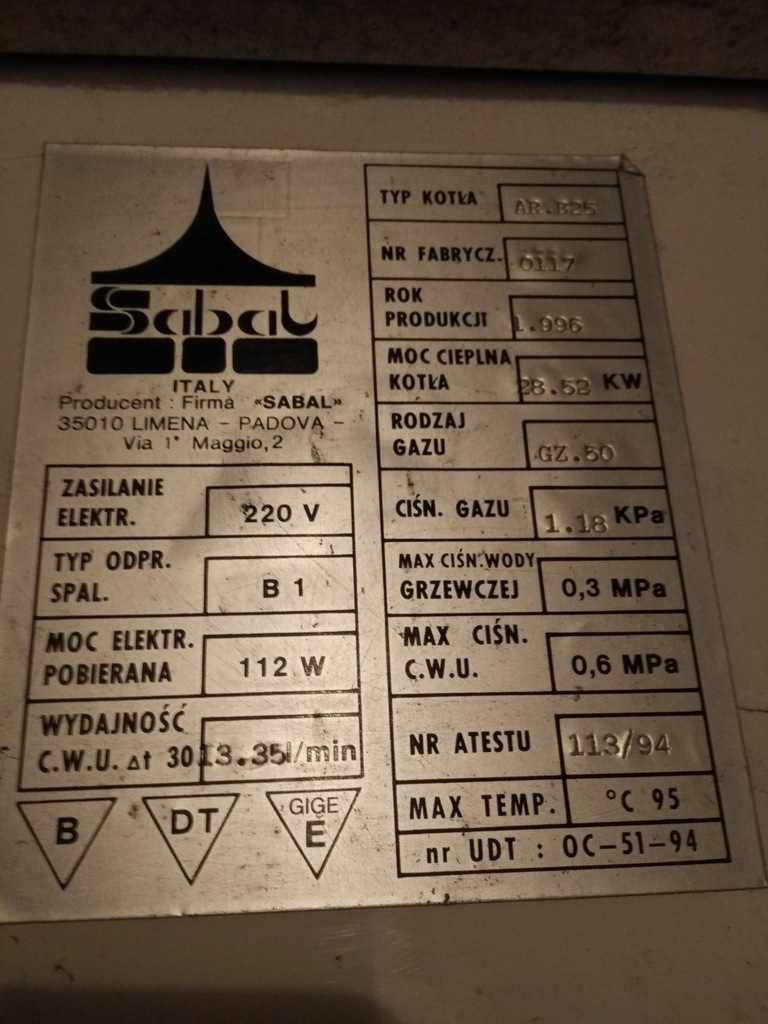 Sabal
ITALY
Producent : Firma «SABAL»
35010 LIMENA - PADOVA -
Via 1° Maggio, 2
ZASILANIE
ELEKTR. 220 V
TYP ODPR.
SPAL. B 1
MOC ELEKTR.
POBIERANA 112 W
WYDAJNOŚĆ
C.W.U. Δt 30 13.35 l/min
B DT GIGE
E
TYP KOTŁA AR.B25
NR FABRYCZ. 0117
ROK
PRODUKCJI 1.996
MOC CIEPLNA
KOTŁA 28.52 KW
RODZAJ
GAZU GZ.50
CIŚN. GAZU 1.18 KPa
MAX CIŚN. WODY
GRZEWCZEJ 0,3 MPa
MAX CIŚN.
C.W.U. 0,6 MPa
NR ATESTU 113/94
MAX TEMP. °C 95
nr UDT : OC-51-94